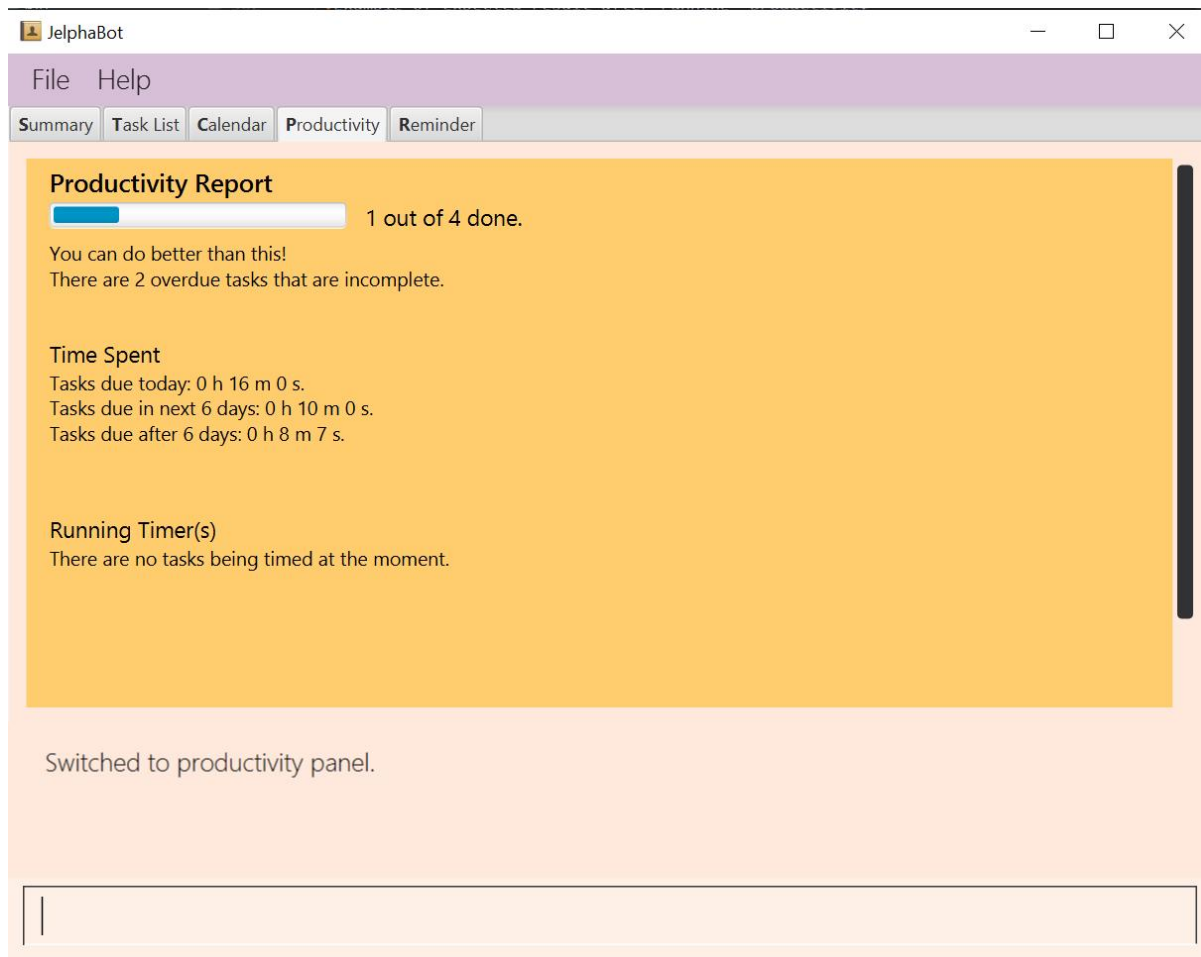 JelphaBot
File Help
Summary Task List Calendar Productivity Reminder
Productivity Report
1 out of 4 done.
You can do better than this!
There are 2 overdue tasks that are incomplete.
Time Spent
Tasks due today: 0 h 16 m 0 s.
Tasks due in next 6 days: 0 h 10 m 0 s.
Tasks due after 6 days: 0 h 8 m 7 s.
Running Timer(s)
There are no tasks being timed at the moment.
Switched to productivity panel.